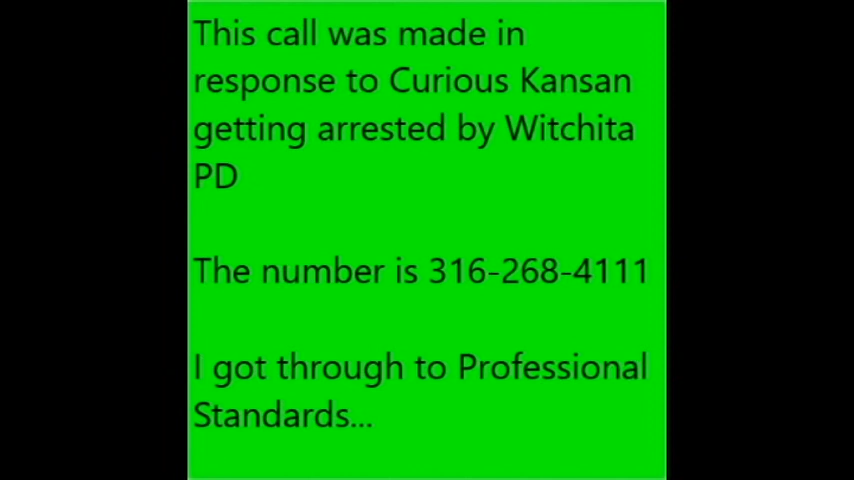 This call was made in
response to Curious Kansan
getting arrested by Witchita
PD
The number is 316-268-4111
I got through to Professional
Standards...